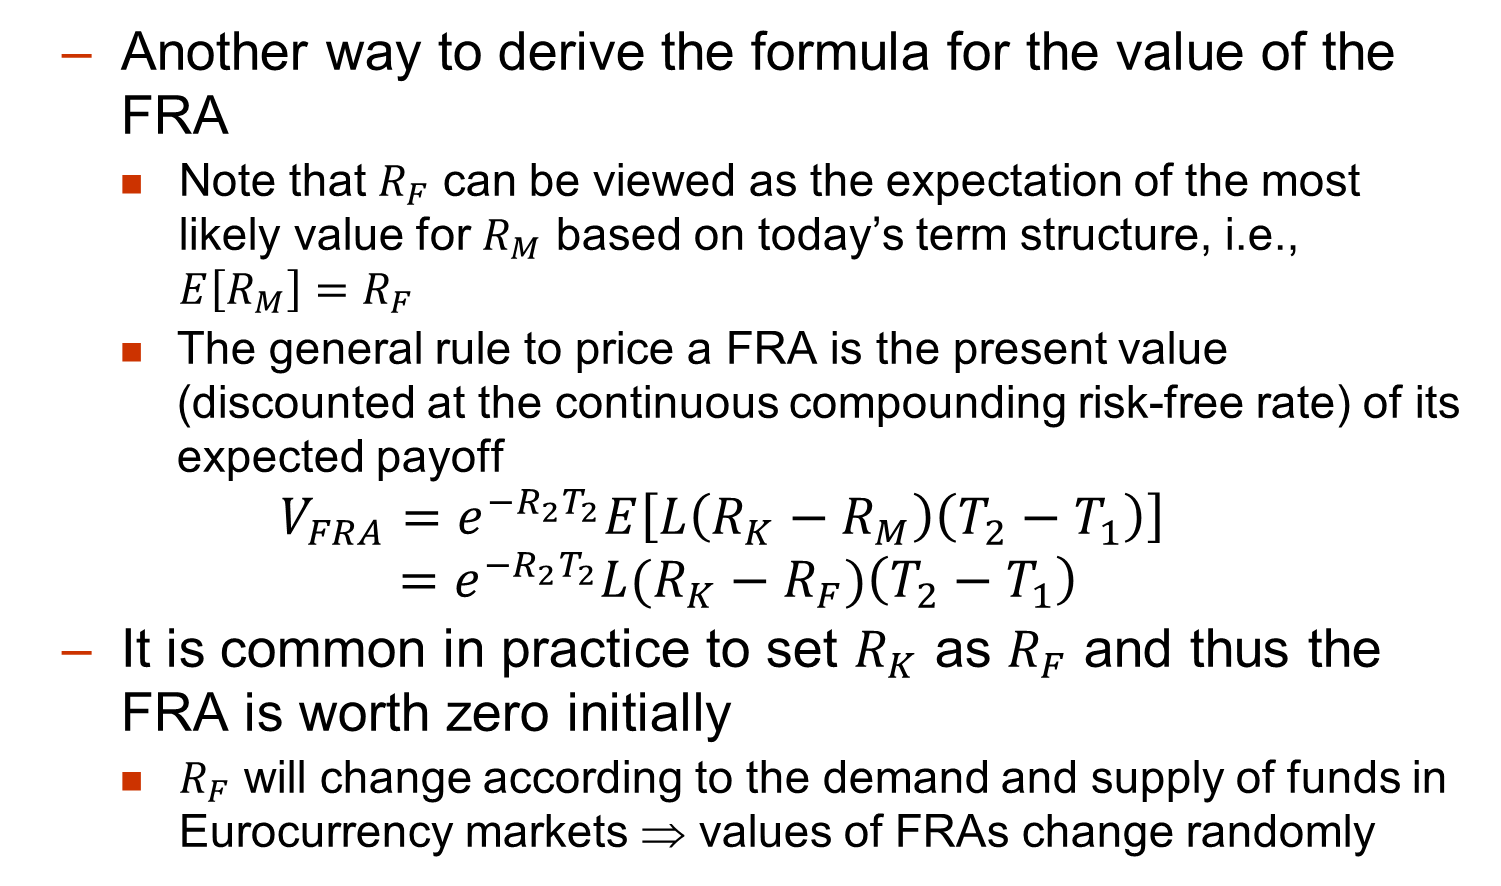 – Another way to derive the formula for the value of the
FRA
▪ Note that R_F can be viewed as the expectation of the most
likely value for R_M based on today’s term structure, i.e.,
E[R_M] = R_F
▪ The general rule to price a FRA is the present value
(discounted at the continuous compounding risk-free rate) of its
expected payoff
V_{FRA} = e^{−R_2T_2}E[L(R_K − R_M)(T_2 − T_1)]
= e^{−R_2T_2}L(R_K − R_F)(T_2 − T_1)
– It is common in practice to set R_K as R_F and thus the
FRA is worth zero initially
▪ R_F will change according to the demand and supply of funds in
Eurocurrency markets ⇒ values of FRAs change randomly